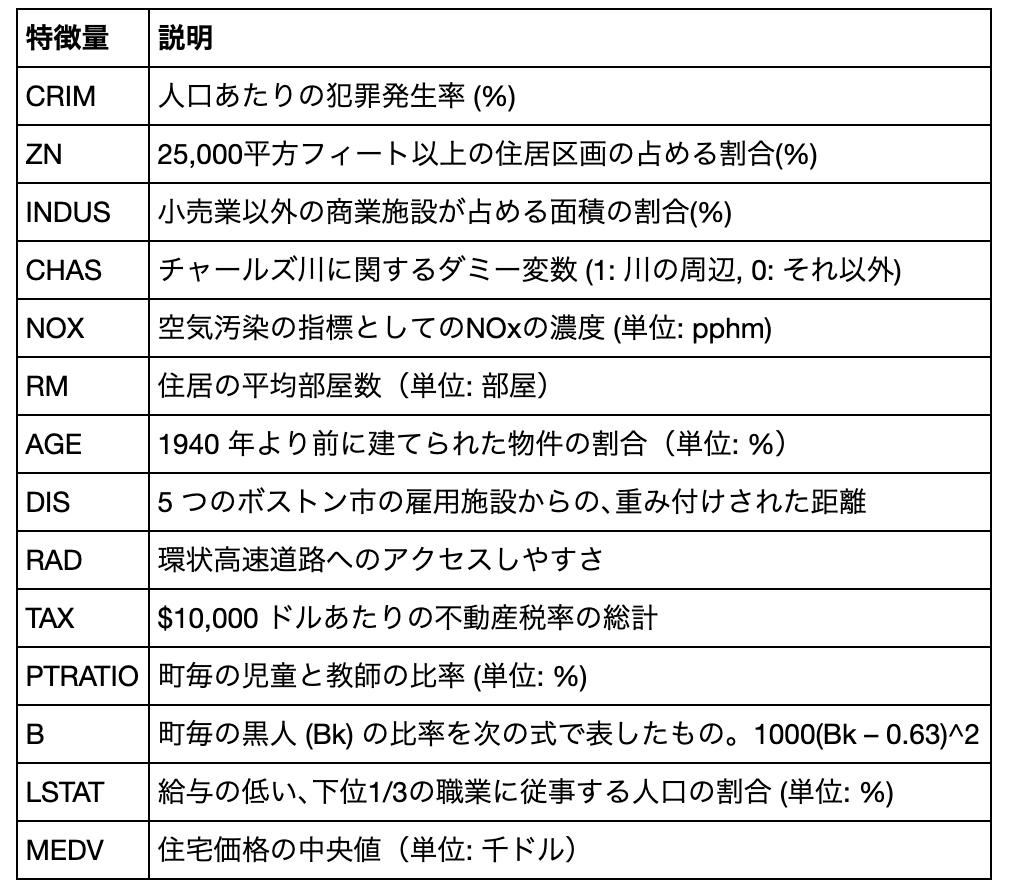 特徴量 説明
CRIM 人口あたりの犯罪発生率 (%)
ZN 25,000平方フィート以上の住居区画の占める割合(%)
INDUS 小売業以外の商業施設が占める面積の割合(%)
CHAS チャールズ川に関するダミー変数 (1: 川の周辺, 0: それ以外)
NOX 空気汚染の指標としてのNOxの濃度 (単位: pphm)
RM 住居の平均部屋数（単位: 部屋）
AGE 1940 年より前に建てられた物件の割合（単位: %）
DIS 5 つのボストン市の雇用施設からの、重み付けされた距離
RAD 環状高速道路へのアクセスしやすさ
TAX $10,000 ドルあたりの不動産税率の総計
PTRATIO 町毎の児童と教師の比率 (単位: %)
B 町毎の黒人 (Bk) の比率を次の式で表したもの。 1000(Bk – 0.63)^2
LSTAT 給与の低い、下位1/3の職業に従事する人口の割合 (単位: %)
MEDV 住宅価格の中央値（単位: 千ドル）